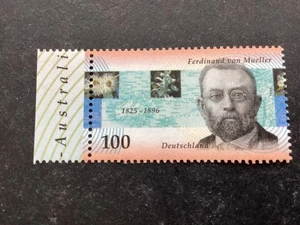 -Australi
Ferdinand von Mueller
1825 - 1896
100
Deutschland